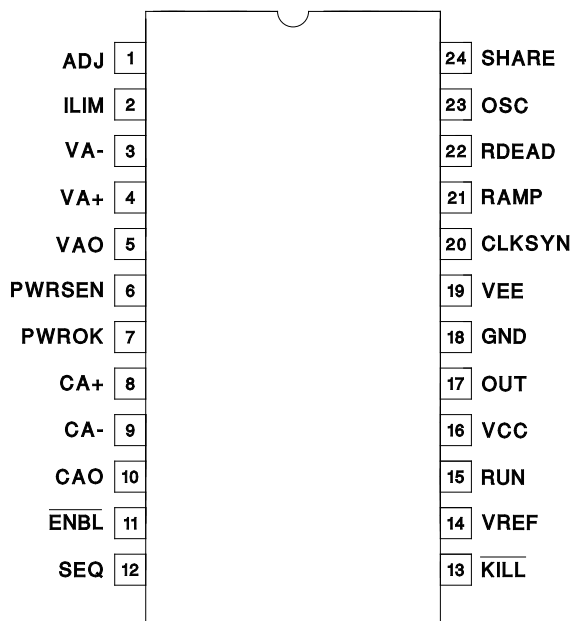 ADJ 1 24 SHARE
ILIM 2 23 OSC
VA- 3 22 RDEAD
VA+ 4 21 RAMP
VAO 5 20 CLKSYN
PWRSEN 6 19 VEE
PWROK 7 18 GND
CA+ 8 17 OUT
CA- 9 16 VCC
CAO 10 15 RUN
E̅N̅B̅L̅ 11 14 VREF
SEQ 12 13 K̅I̅L̅L̅